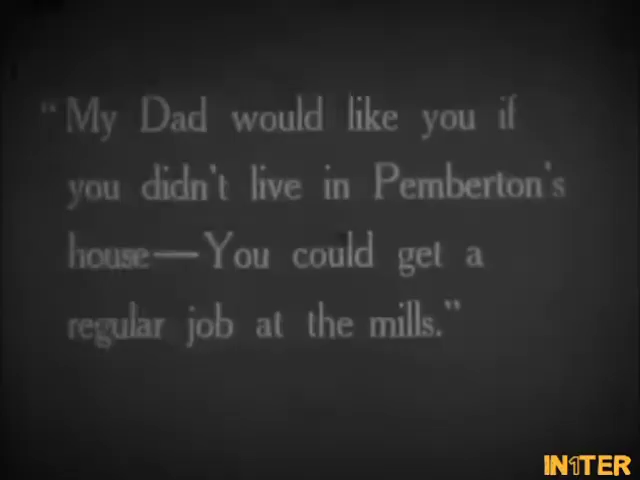 “My Dad would like you if
you didn't live in Pemberton's
house—You could get a
regular job at the mills.”
IN1TER